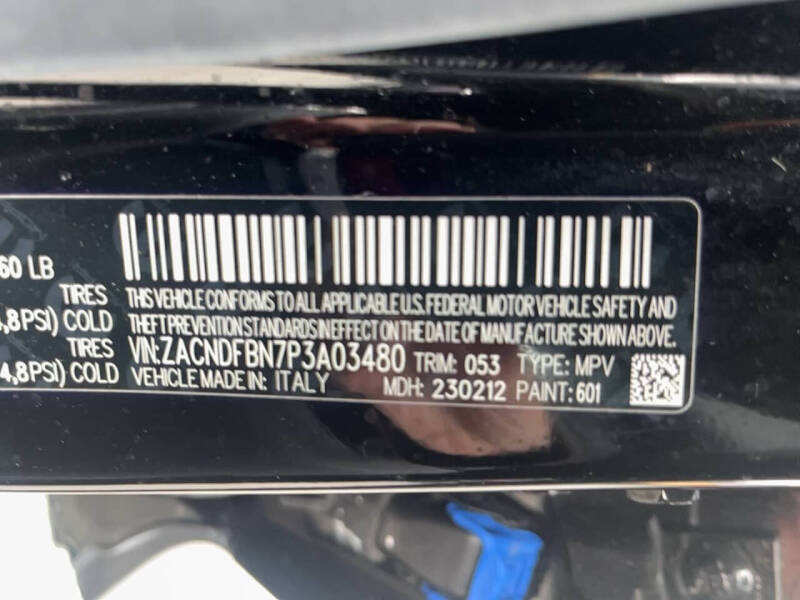 60 LB
TIRES
,8PSI) COLD
TIRES
4,8PSI) COLD
THIS VEHICLE CONFORMS TO ALL APPLICABLE U.S. FEDERAL MOTOR VEHICLE SAFETY AND
THEFT PREVENTION STANDARDS IN EFFECT ON THE DATE OF MANUFACTURE SHOWN ABOVE.
VIN:ZACNDFBN7P3A03480 TRIM: 053 TYPE: MPV
VEHICLE MADE IN: ITALY MDH: 230212 PAINT: 601